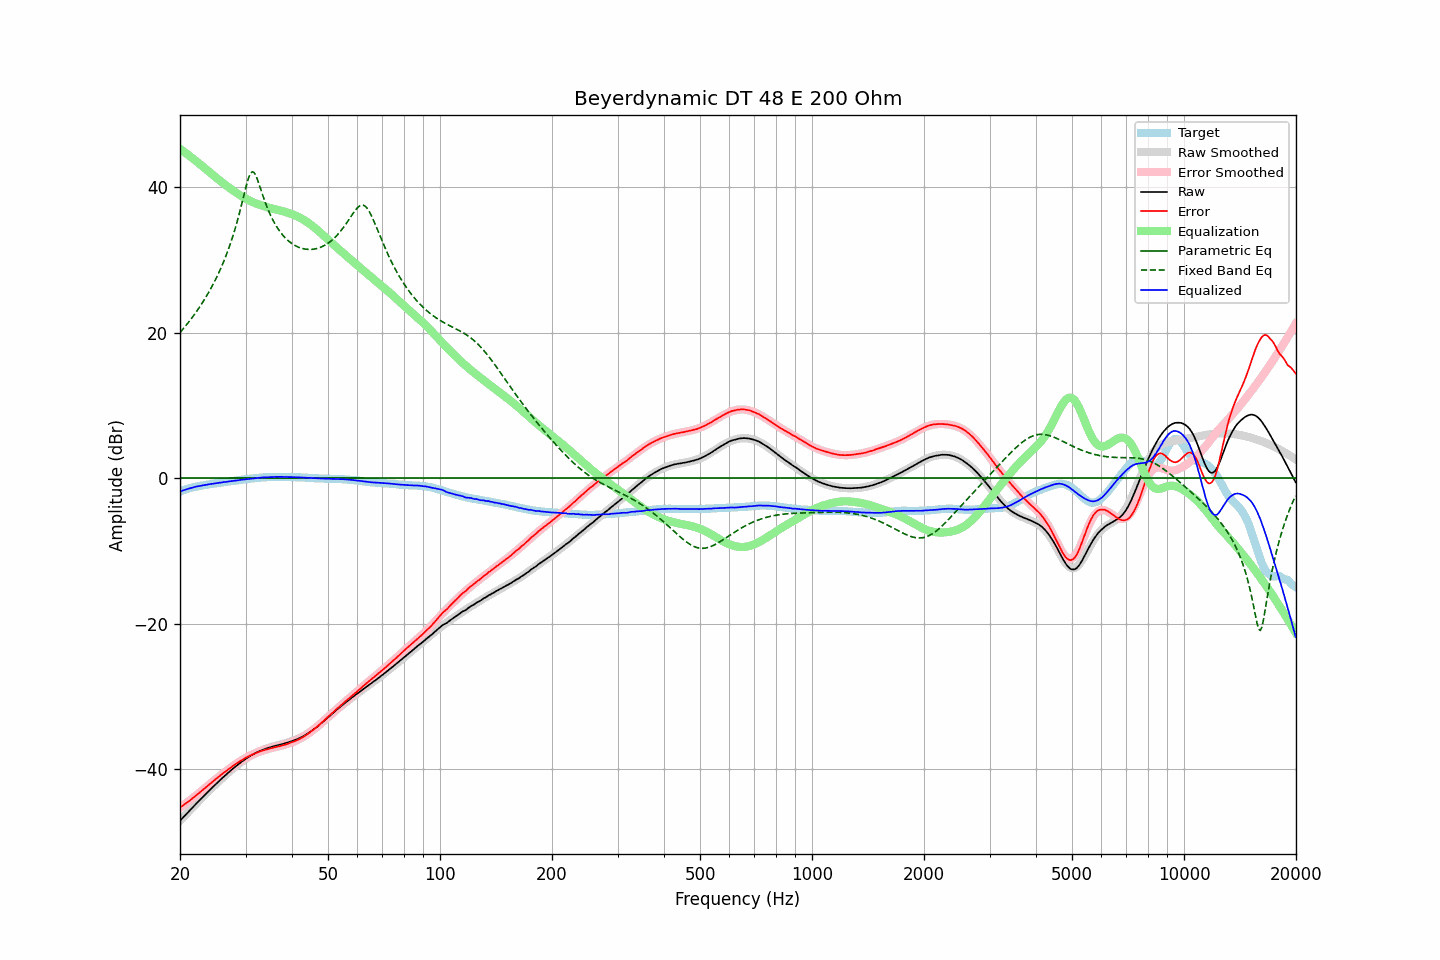 Beyerdynamic DT 48 E 200 Ohm
Target
Raw Smoothed
Error Smoothed
Raw
Error
Equalization
Parametric Eq
Fixed Band Eq
Equalized
Amplitude (dBr)
40
20
0
−20
−40
20 50 100 200 500 1000 2000 5000 10000 20000
Frequency (Hz)